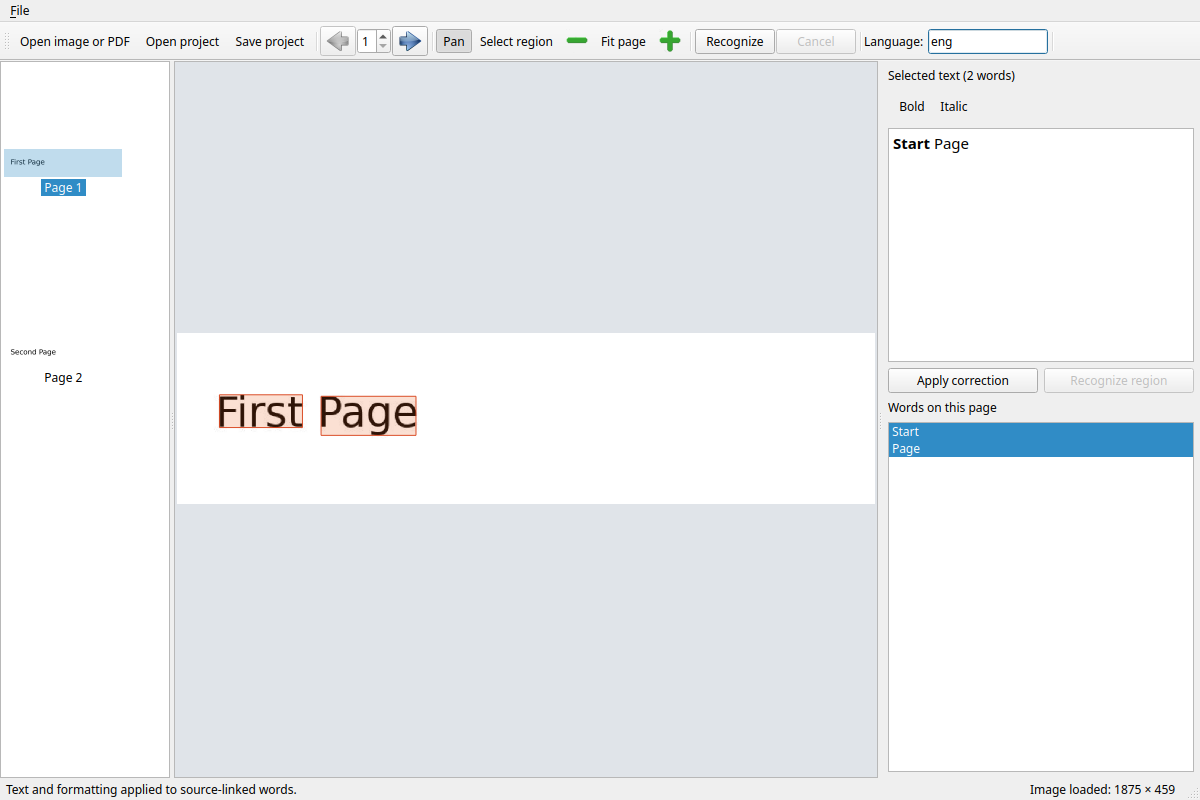 File
Open image or PDF Open project Save project 1 Pan Select region Fit page Recognize Cancel Language: eng
First Page
Page 1
Second Page
Page 2
First Page
Selected text (2 words)
Bold Italic
Start Page
Apply correction Recognize region
Words on this page
Start
Page
Text and formatting applied to source-linked words. Image loaded: 1875 × 459